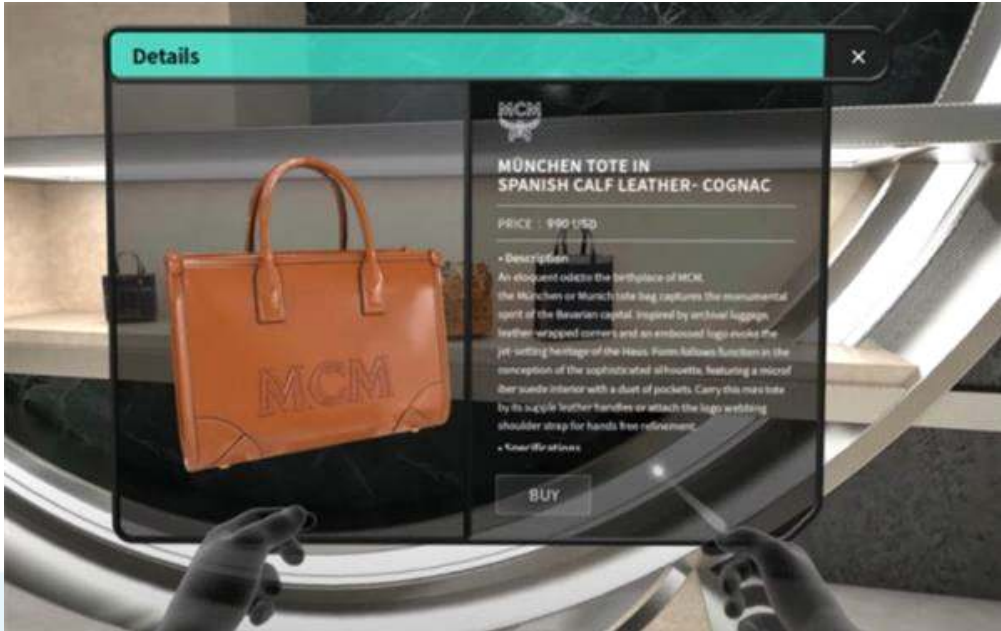 Details
×
MCM
MÜNCHEN TOTE IN
SPANISH CALF LEATHER- COGNAC
PRICE : 990 USD
• Description
An eloquent ode to the birthplace of MCM.
the München or Munich tote bag captures the monumental
spirit of the Bavarian capital. Inspired by archival luggage,
leather-wrapped corners and an embossed logo evoke the
jet-setting heritage of the Haus. Form follows function in the
conception of the sophisticated silhouette, featuring a microf
iber suede interior with a duet of pockets. Carry this mini tote
by its supple leather handles or attach the logo webbing
shoulder strap for hands free refinement.
• Specifications
BUY
MCM